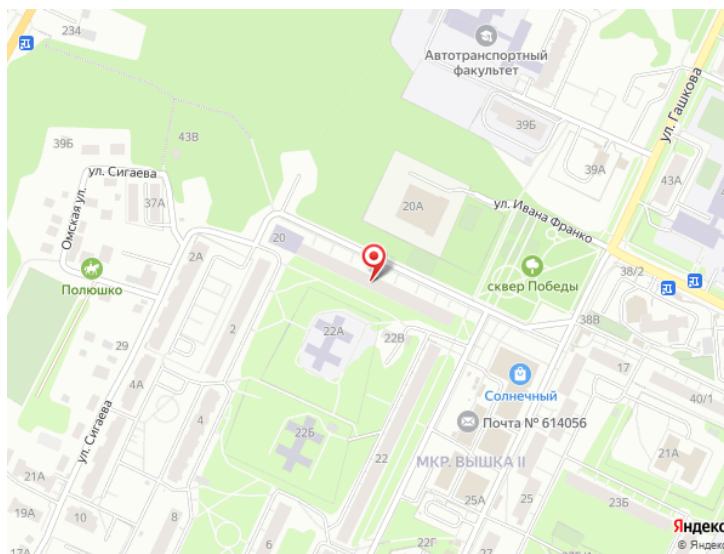 Автотранспортный
факультет
ул. Гашкова
39Б
43В
39Б
ул. Сигаева
39А
43А
37А
Омская ул.
20А
ул. Ивана Франко
20
2А
Полюшко
сквер Победы
38/2
38В
2
22А
22В
29
17
4А
Солнечный
40/1
4
Почта № 614056
22Б
ул. Сигаева
22
МКР. ВЫШКА II
21А
21А
25А
25
23Б
19А
10
8
Яндекс
6
22Г
17А
© Яндекс